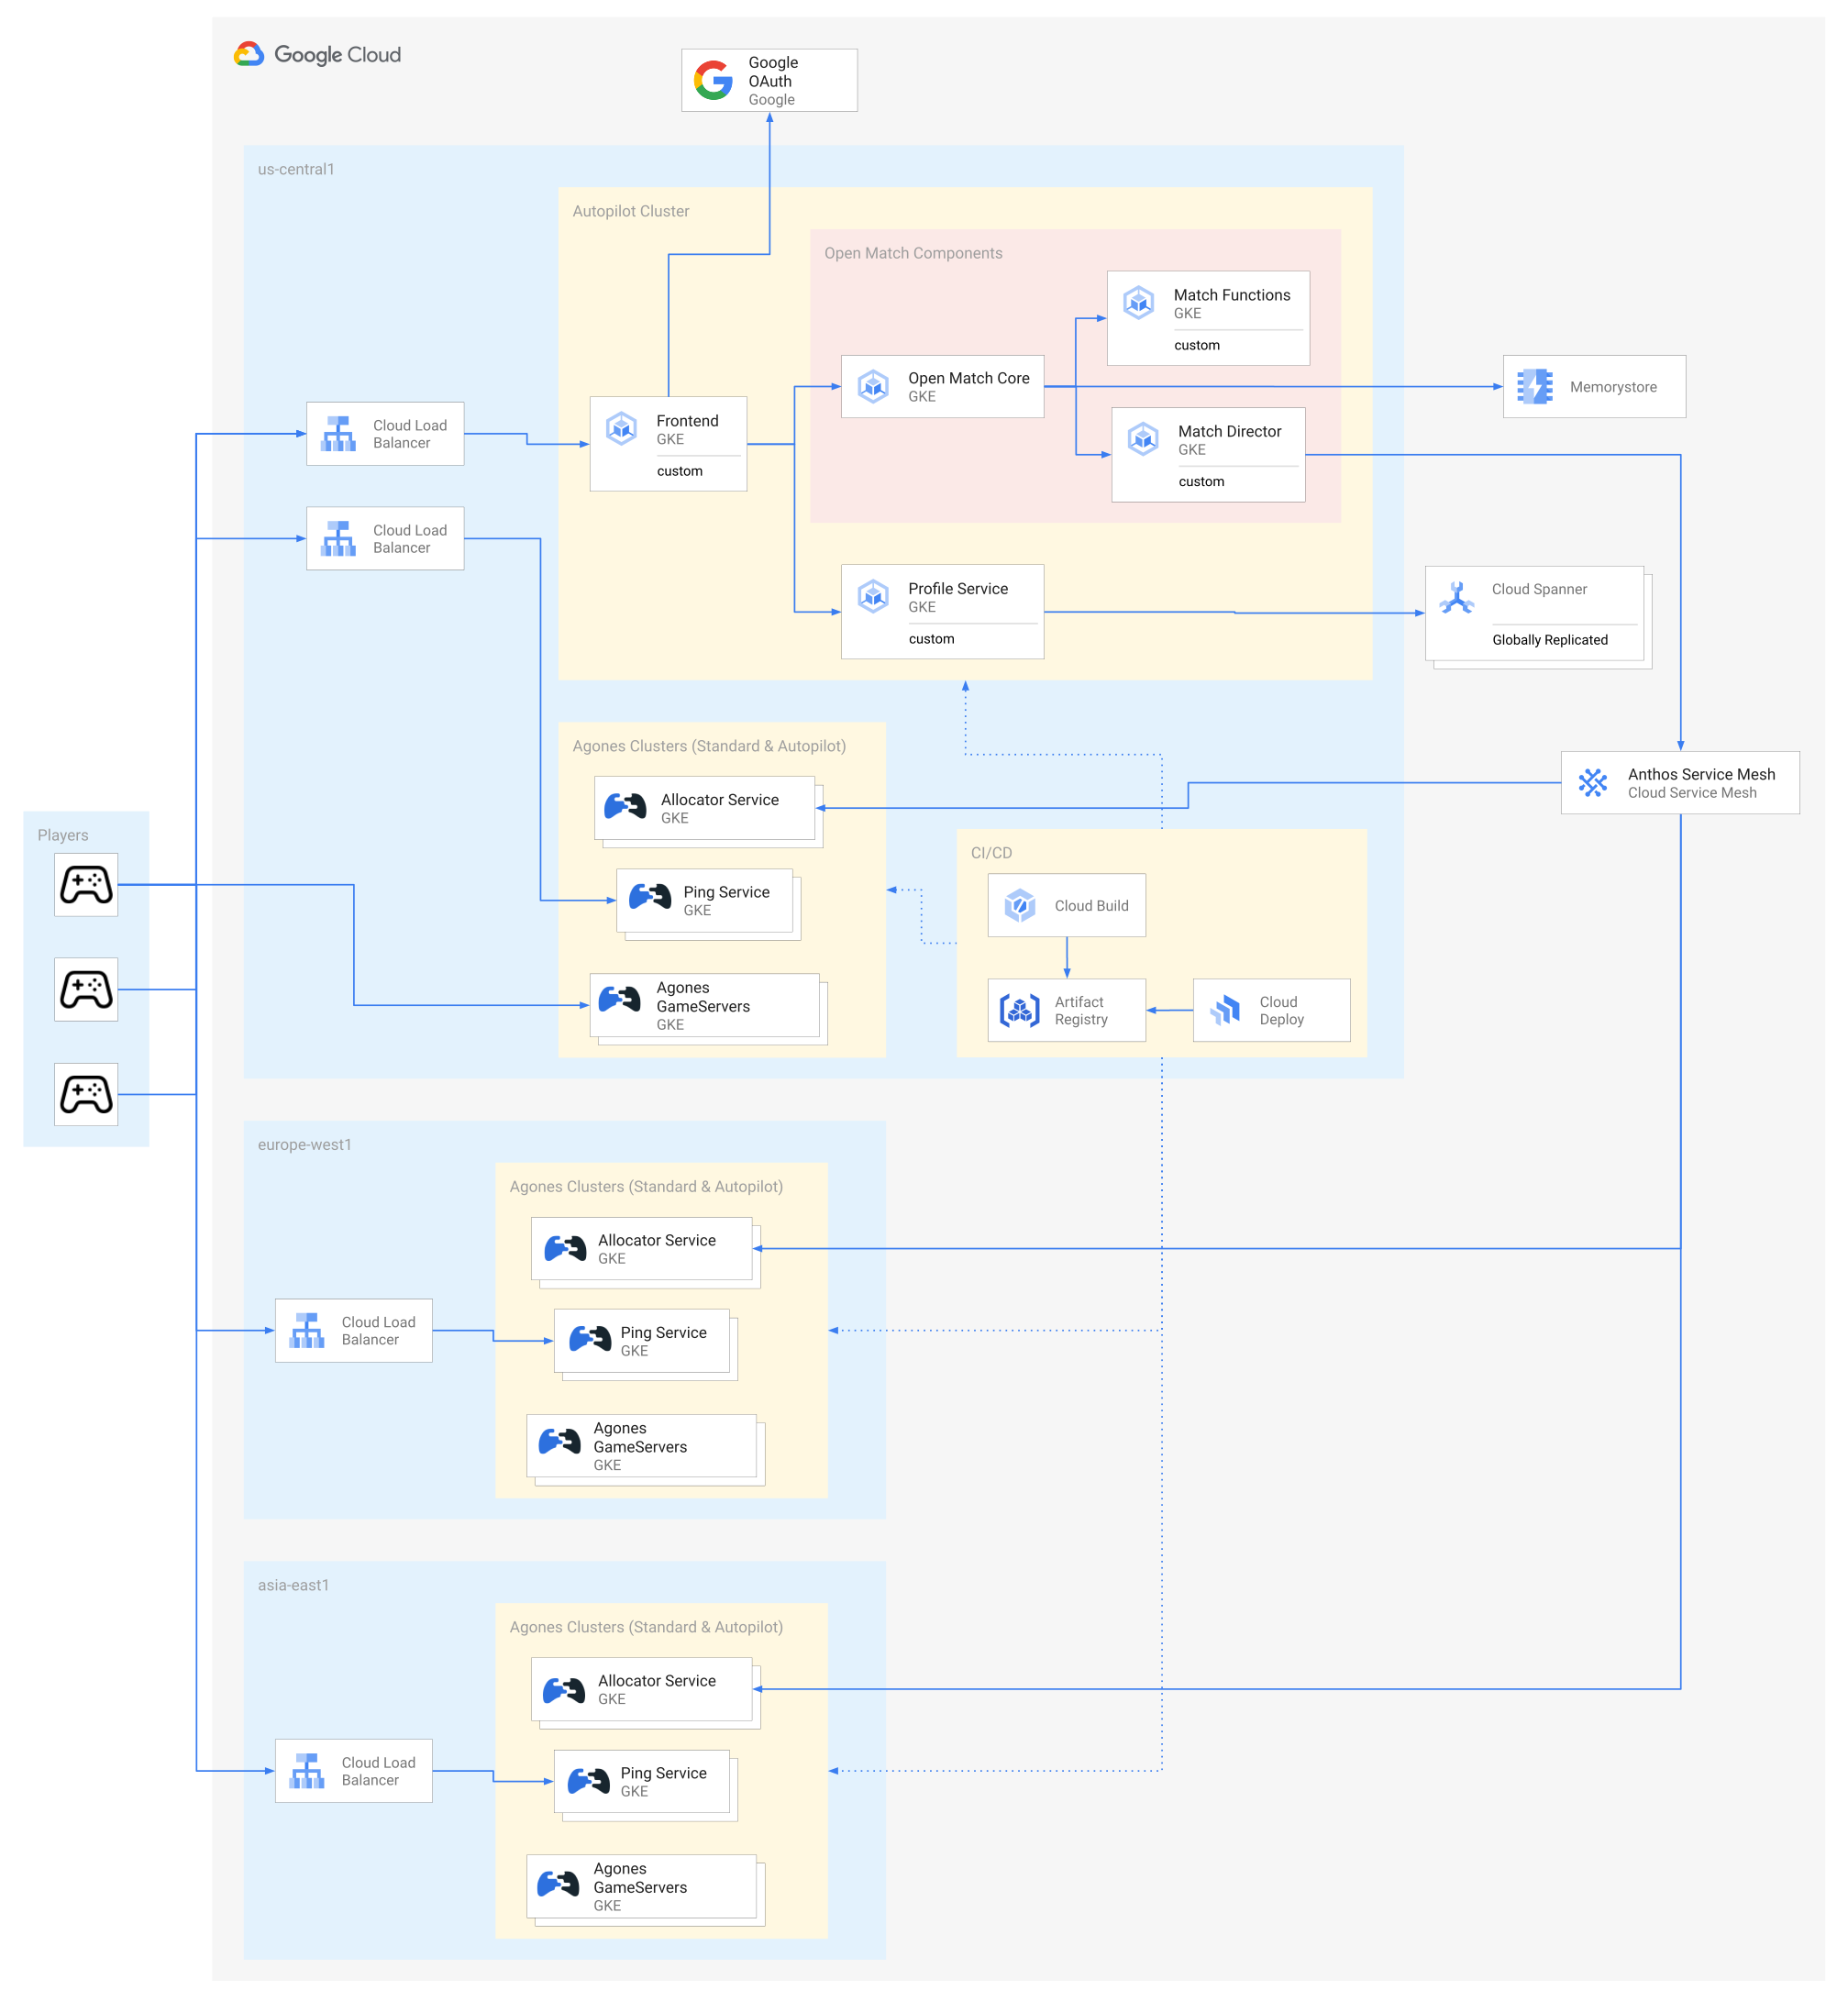 Google Cloud
Google
OAuth
Google
us-central1
Autopilot Cluster
Open Match Components
Match Functions
GKE
custom
Open Match Core
GKE
Memorystore
Match Director
GKE
custom
Cloud Load
Balancer
Frontend
GKE
custom
Cloud Load
Balancer
Profile Service
GKE
custom
Cloud Spanner
Globally Replicated
Agones Clusters (Standard & Autopilot)
Allocator Service
GKE
Anthos Service Mesh
Cloud Service Mesh
Players
Ping Service
GKE
CI/CD
Cloud Build
Agones
GameServers
GKE
Artifact
Registry
Cloud
Deploy
europe-west1
Agones Clusters (Standard & Autopilot)
Allocator Service
GKE
Cloud Load
Balancer
Ping Service
GKE
Agones
GameServers
GKE
asia-east1
Agones Clusters (Standard & Autopilot)
Allocator Service
GKE
Cloud Load
Balancer
Ping Service
GKE
Agones
GameServers
GKE